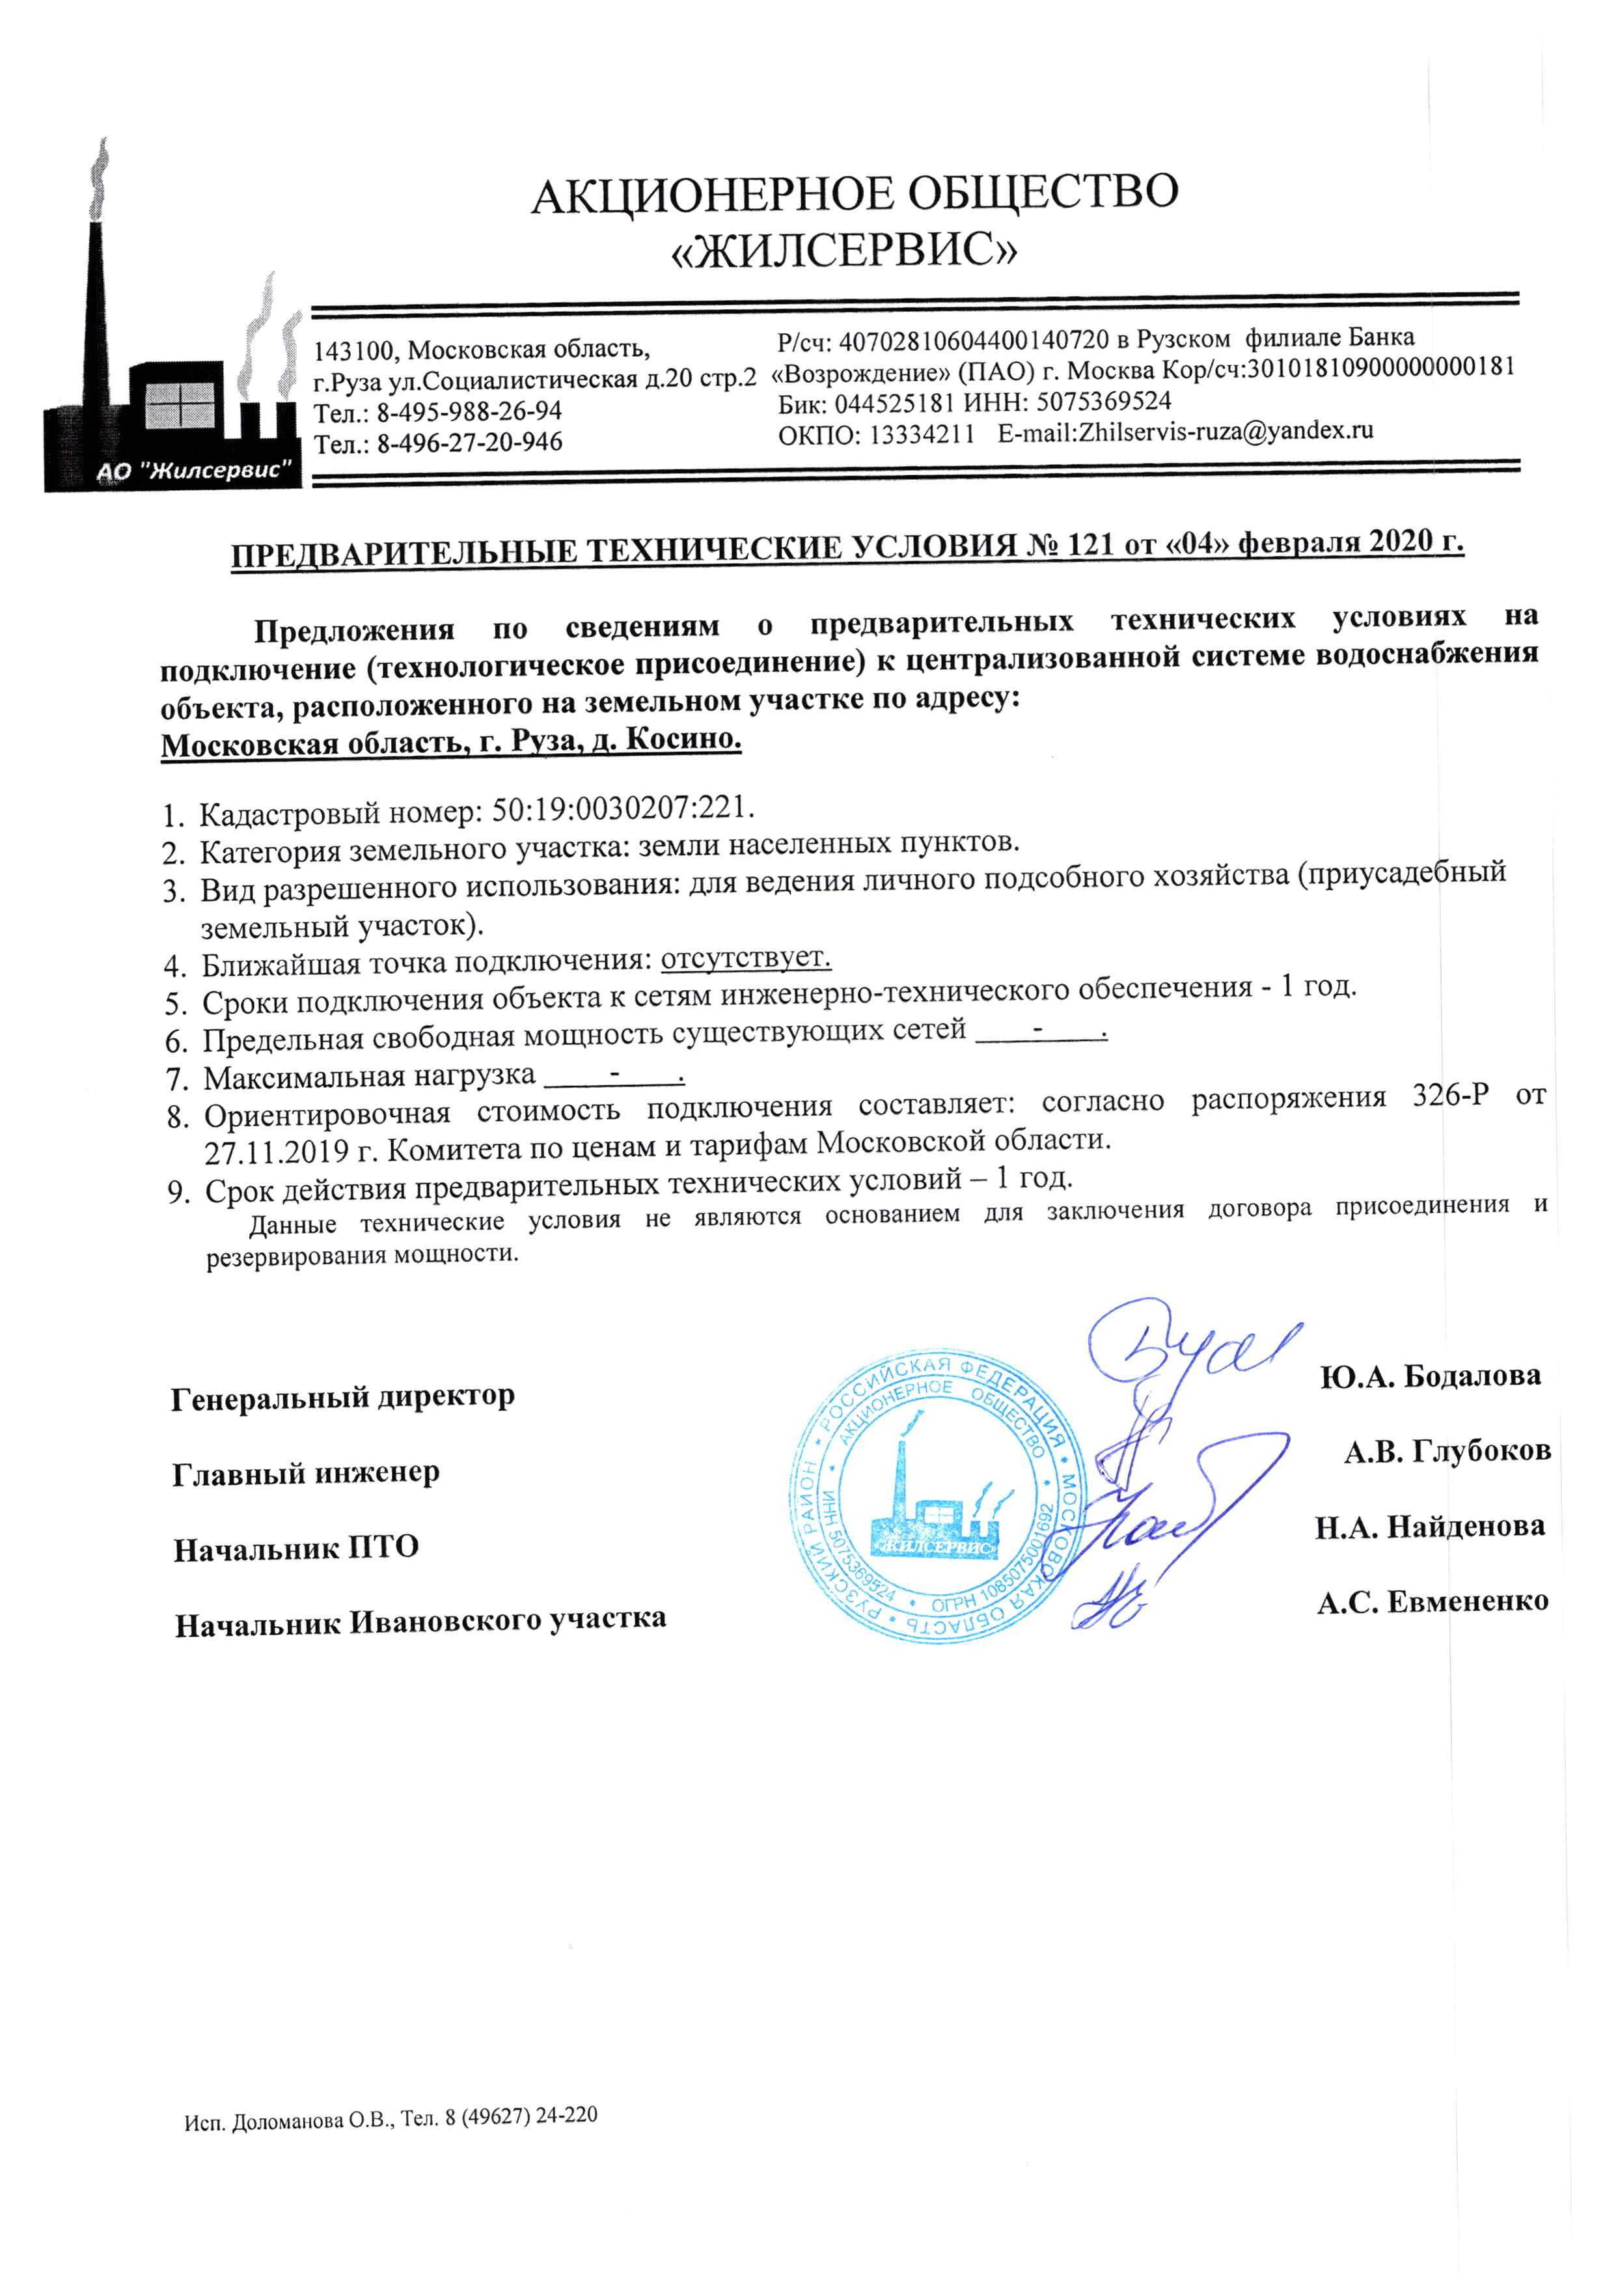 АКЦИОНЕРНОЕ ОБЩЕСТВО
«ЖИЛСЕРВИС»
АО "Жилсервис"
143100, Московская область,
г.Руза ул.Социалистическая д.20 стр.2
Тел.: 8-495-988-26-94
Тел.: 8-496-27-20-946
Р/сч: 40702810604400140720 в Рузском филиале Банка
«Возрождение» (ПАО) г. Москва Кор/сч:30101810900000000181
Бик: 044525181 ИНН: 5075369524
ОКПО: 13334211 E-mail:Zhilservis-ruza@yandex.ru
ПРЕДВАРИТЕЛЬНЫЕ ТЕХНИЧЕСКИЕ УСЛОВИЯ № 121 от «04» февраля 2020 г.
Предложения по сведениям о предварительных технических условиях на
подключение (технологическое присоединение) к централизованной системе водоснабжения
объекта, расположенного на земельном участке по адресу:
Московская область, г. Руза, д. Косино.
1. Кадастровый номер: 50:19:0030207:221.
2. Категория земельного участка: земли населенных пунктов.
3. Вид разрешенного использования: для ведения личного подсобного хозяйства (приусадебный
земельный участок).
4. Ближайшая точка подключения: отсутствует.
5. Сроки подключения объекта к сетям инженерно-технического обеспечения - 1 год.
6. Предельная свободная мощность существующих сетей ____-____.
7. Максимальная нагрузка ____-____.
8. Ориентировочная стоимость подключения составляет: согласно распоряжения 326-Р от
27.11.2019 г. Комитета по ценам и тарифам Московской области.
9. Срок действия предварительных технических условий – 1 год.
Данные технические условия не являются основанием для заключения договора присоединения и
резервирования мощности.
Генеральный директор Ю.А. Бодалова
Главный инженер А.В. Глубоков
Начальник ПТО Н.А. Найденова
Начальник Ивановского участка А.С. Евмененко
РОССИЙСКАЯ ФЕДЕРАЦИЯ * МОСКОВСКАЯ ОБЛАСТЬ * РУЗСКИЙ РАЙОН *
АКЦИОНЕРНОЕ ОБЩЕСТВО * ОГРН 1085075001692 * ИНН 5075369524 *
«ЖИЛСЕРВИС»
Исп. Доломанова О.В., Тел. 8 (49627) 24-220